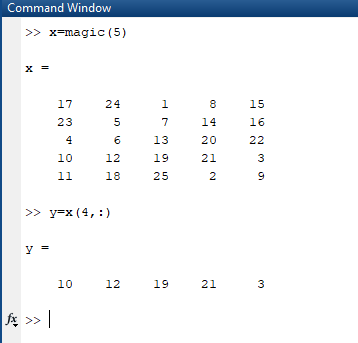 Command Window
>> x=magic(5)
x =
17 24 1 8 15
23 5 7 14 16
4 6 13 20 22
10 12 19 21 3
11 18 25 2 9
>> y=x(4,:)
y =
10 12 19 21 3
fx >>